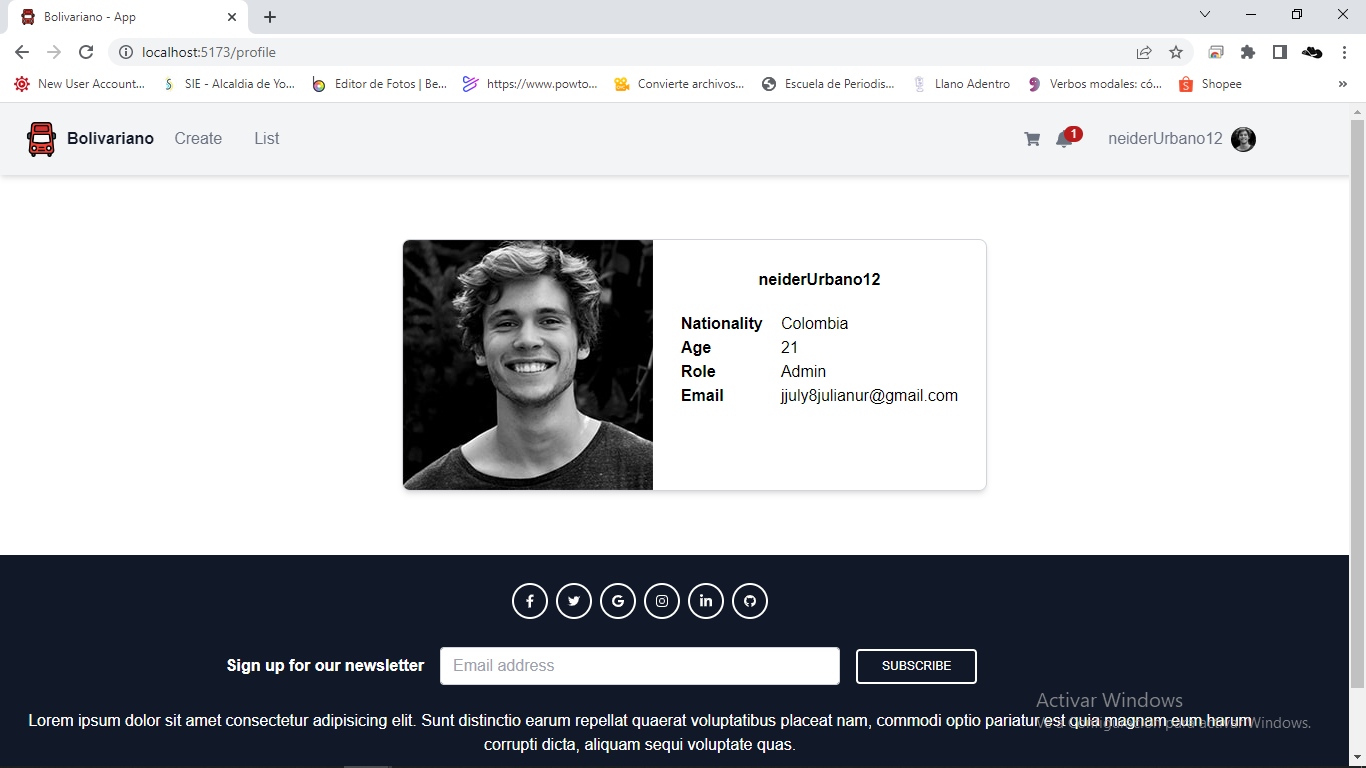 Bolivariano - App
localhost:5173/profile
New User Account... SIE - Alcaldia de Yo... Editor de Fotos | Be... https://www.powto... Convierte archivos... Escuela de Periodis... Llano Adentro Verbos modales: có... Shopee »
Bolivariano Create List 1 neiderUrbano12
neiderUrbano12
Nationality Colombia
Age 21
Role Admin
Email jjuly8julianur@gmail.com
Sign up for our newsletter Email address SUBSCRIBE
Activar Windows
Lorem ipsum dolor sit amet consectetur adipisicing elit. Sunt distinctio earum repellat quaerat voluptatibus placeat nam, commodi optio pariatur est quia magnam eum harum
Ve a Configuración para activar Windows.
corrupti dicta, aliquam sequi voluptate quas.